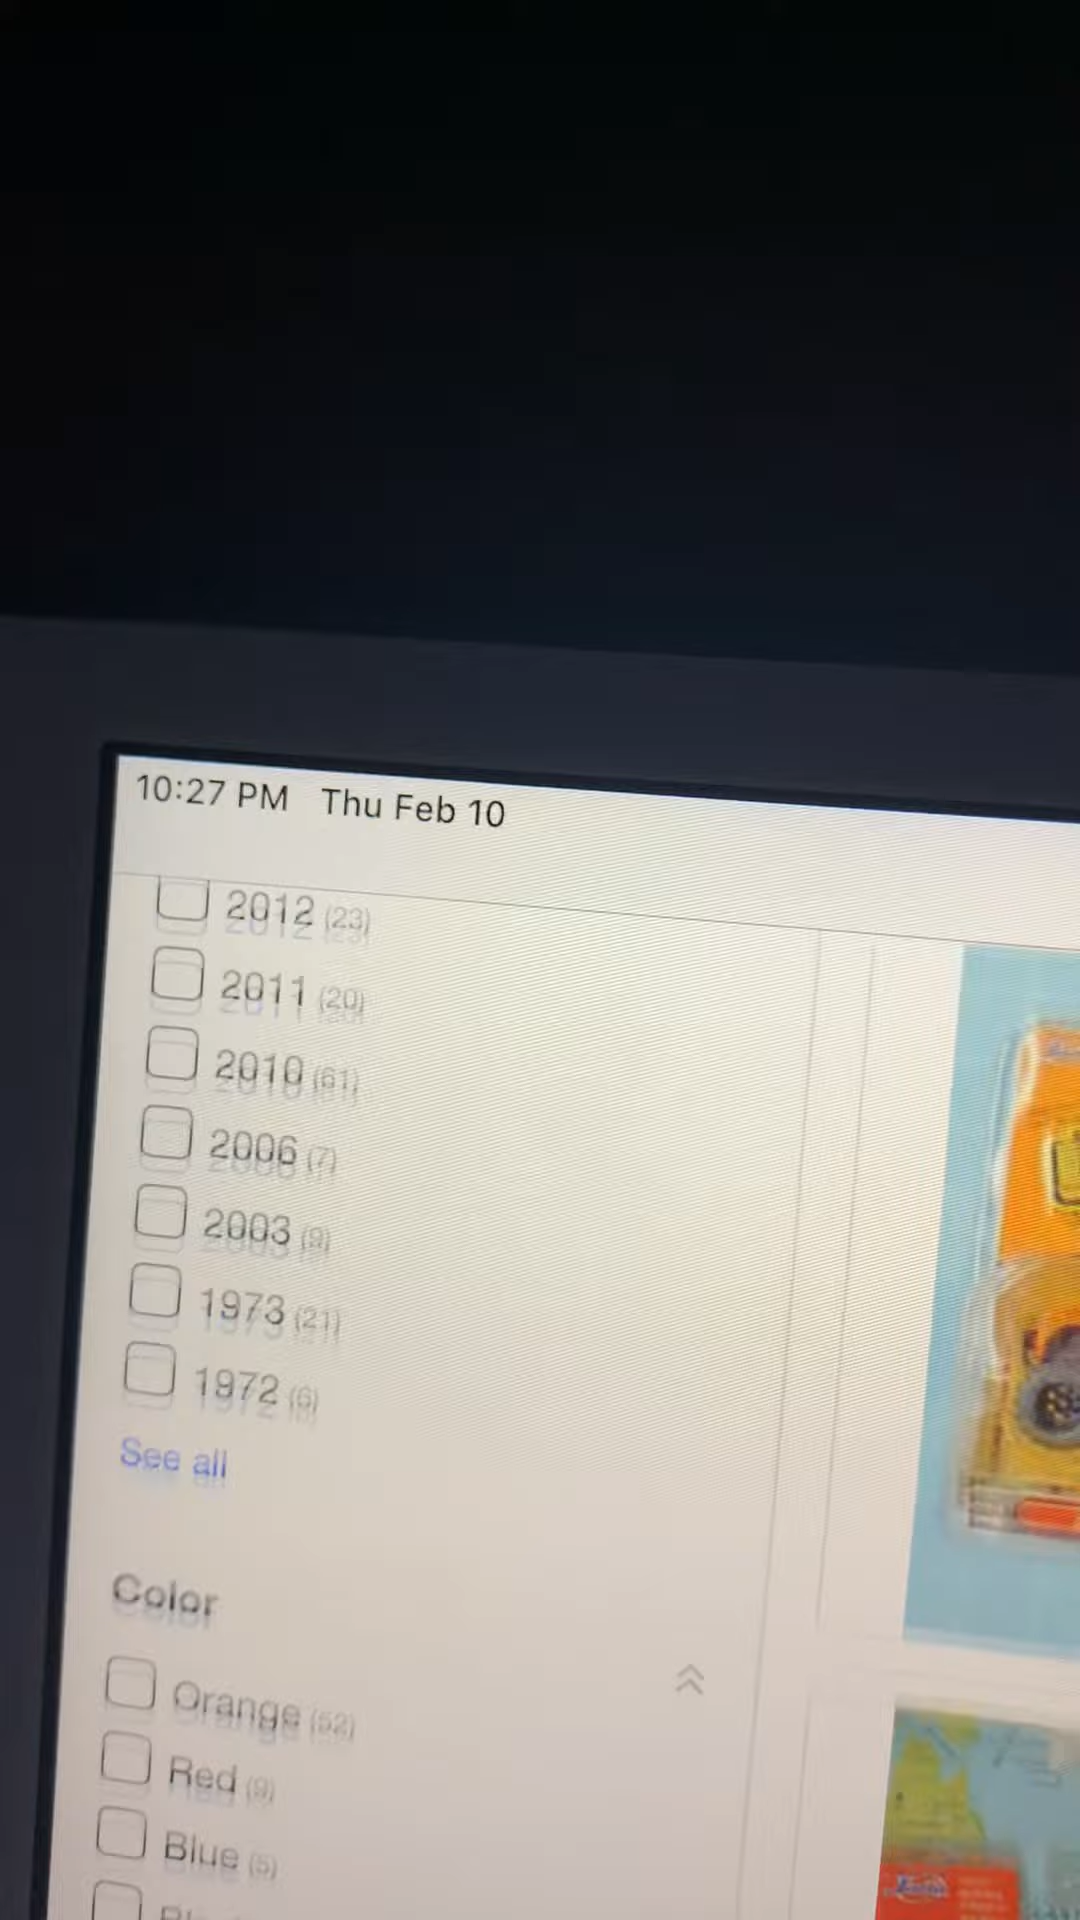 10:27 PM Thu Feb 10
2012 (23)
2011 (20)
2010 (61)
2006 (7)
2003 (9)
1973 (21)
1972 (6)
See all
Color
Orange (52)
Red (9)
Blue (5)